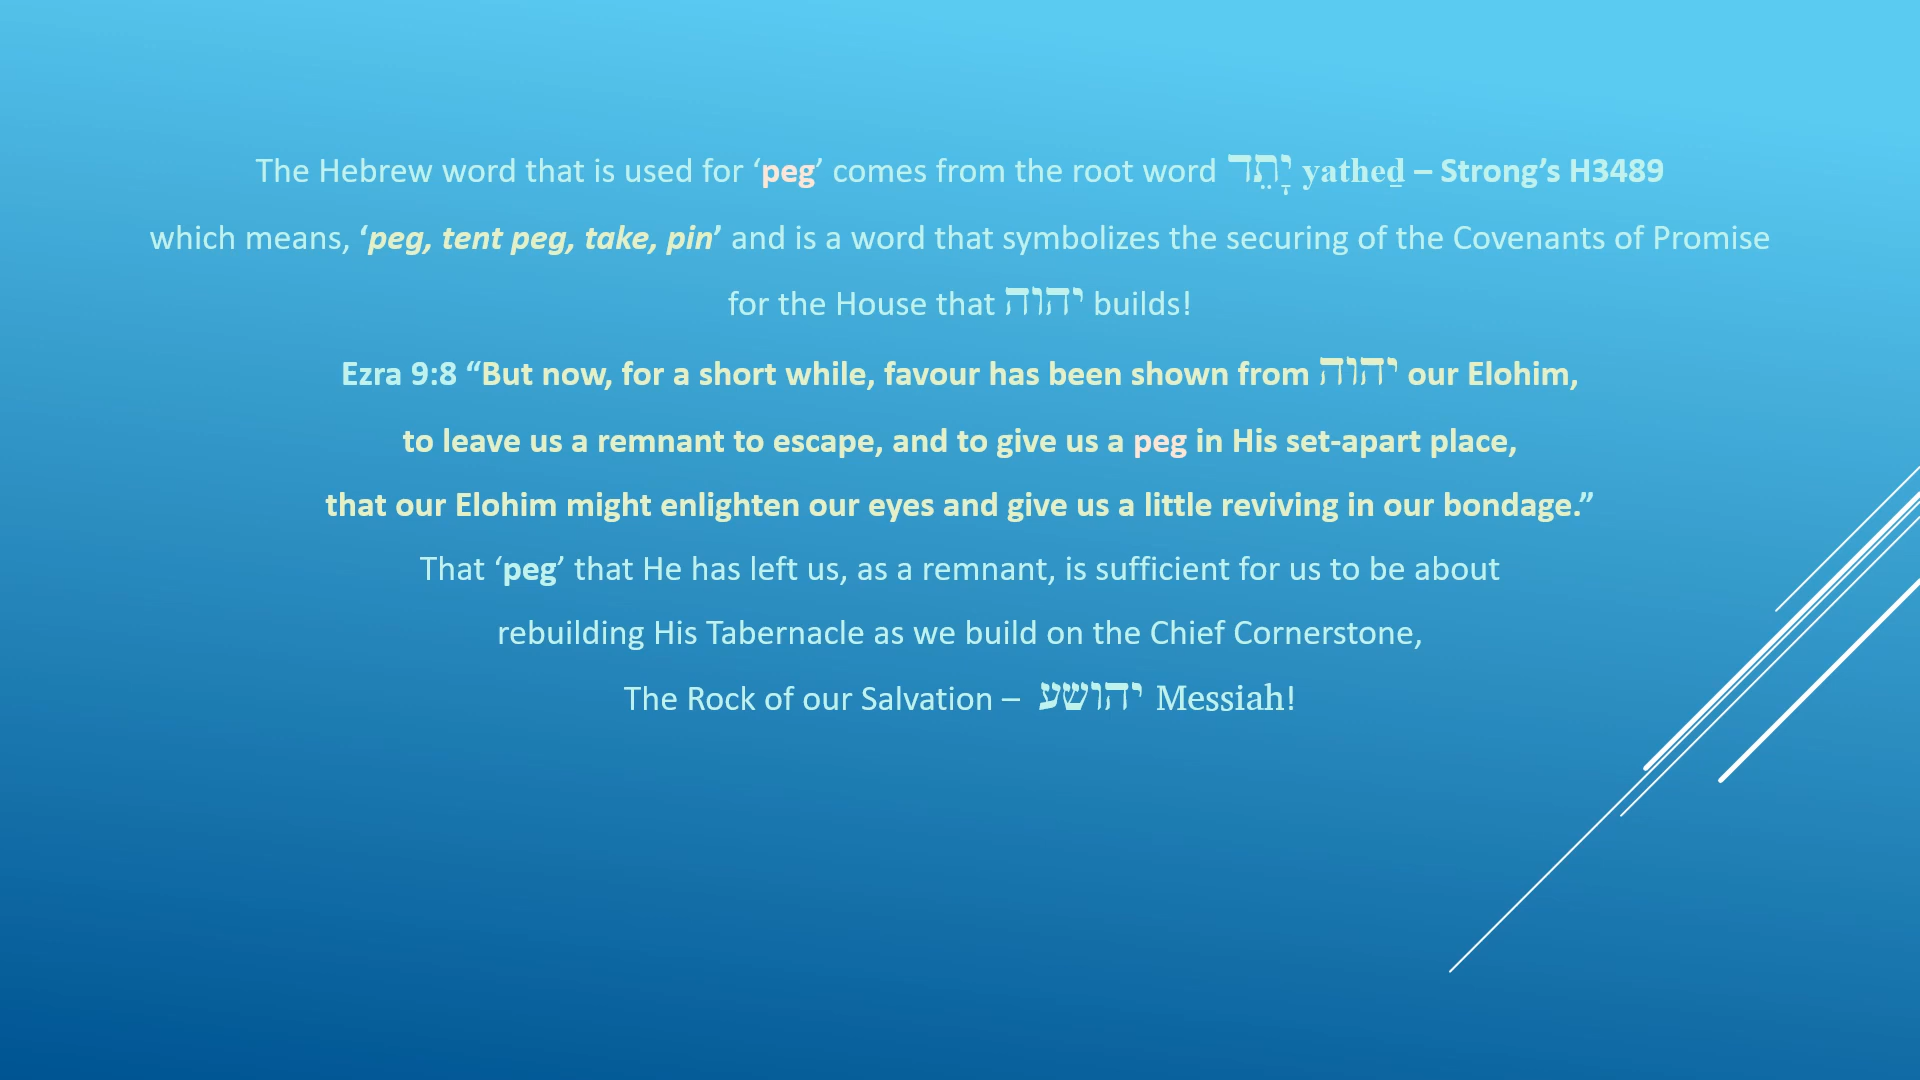 The Hebrew word that is used for ‘peg’ comes from the root word יָתֵד yatheḏ – Strong’s H3489
which means, ‘peg, tent peg, take, pin’ and is a word that symbolizes the securing of the Covenants of Promise
for the House that יהוה builds!
Ezra 9:8 “But now, for a short while, favour has been shown from יהוה our Elohim,
to leave us a remnant to escape, and to give us a peg in His set-apart place,
that our Elohim might enlighten our eyes and give us a little reviving in our bondage.”
That ‘peg’ that He has left us, as a remnant, is sufficient for us to be about
rebuilding His Tabernacle as we build on the Chief Cornerstone,
The Rock of our Salvation – יהושע Messiah!